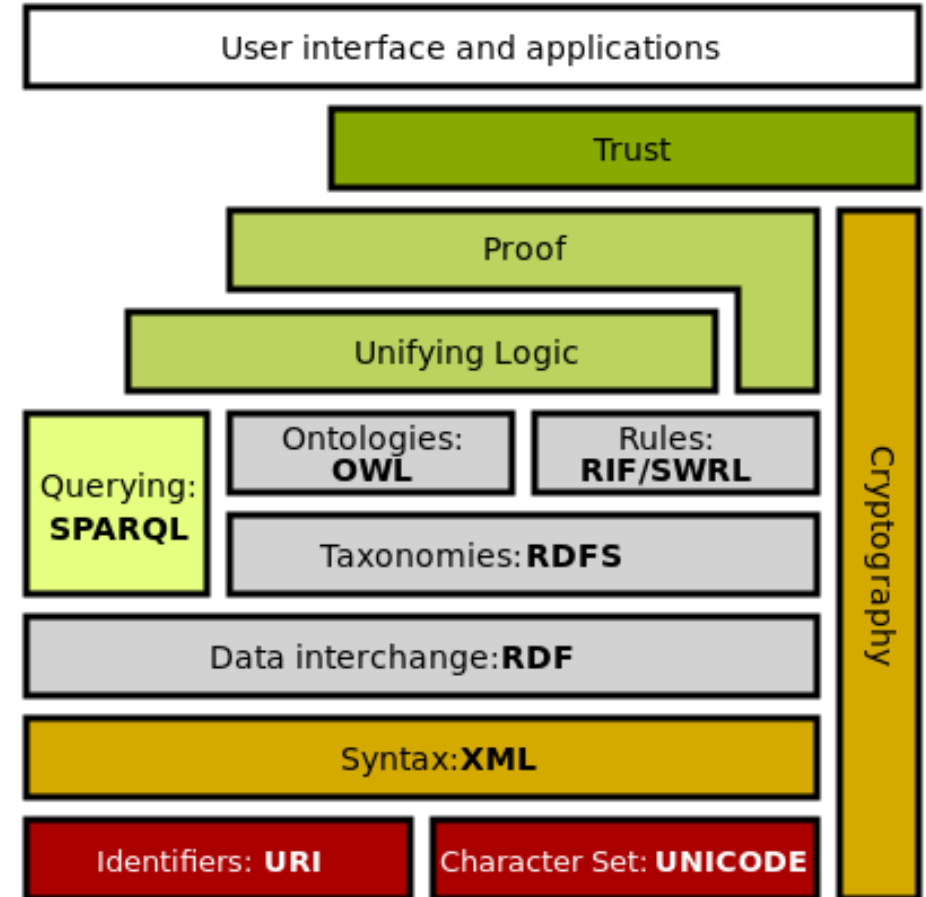 User interface and applications
Trust
Proof
Unifying Logic
Querying:
SPARQL
Ontologies:
OWL
Rules:
RIF/SWRL
Taxonomies: RDFS
Data interchange: RDF
Syntax: XML
Identifiers: URI
Character Set: UNICODE
Cryptography